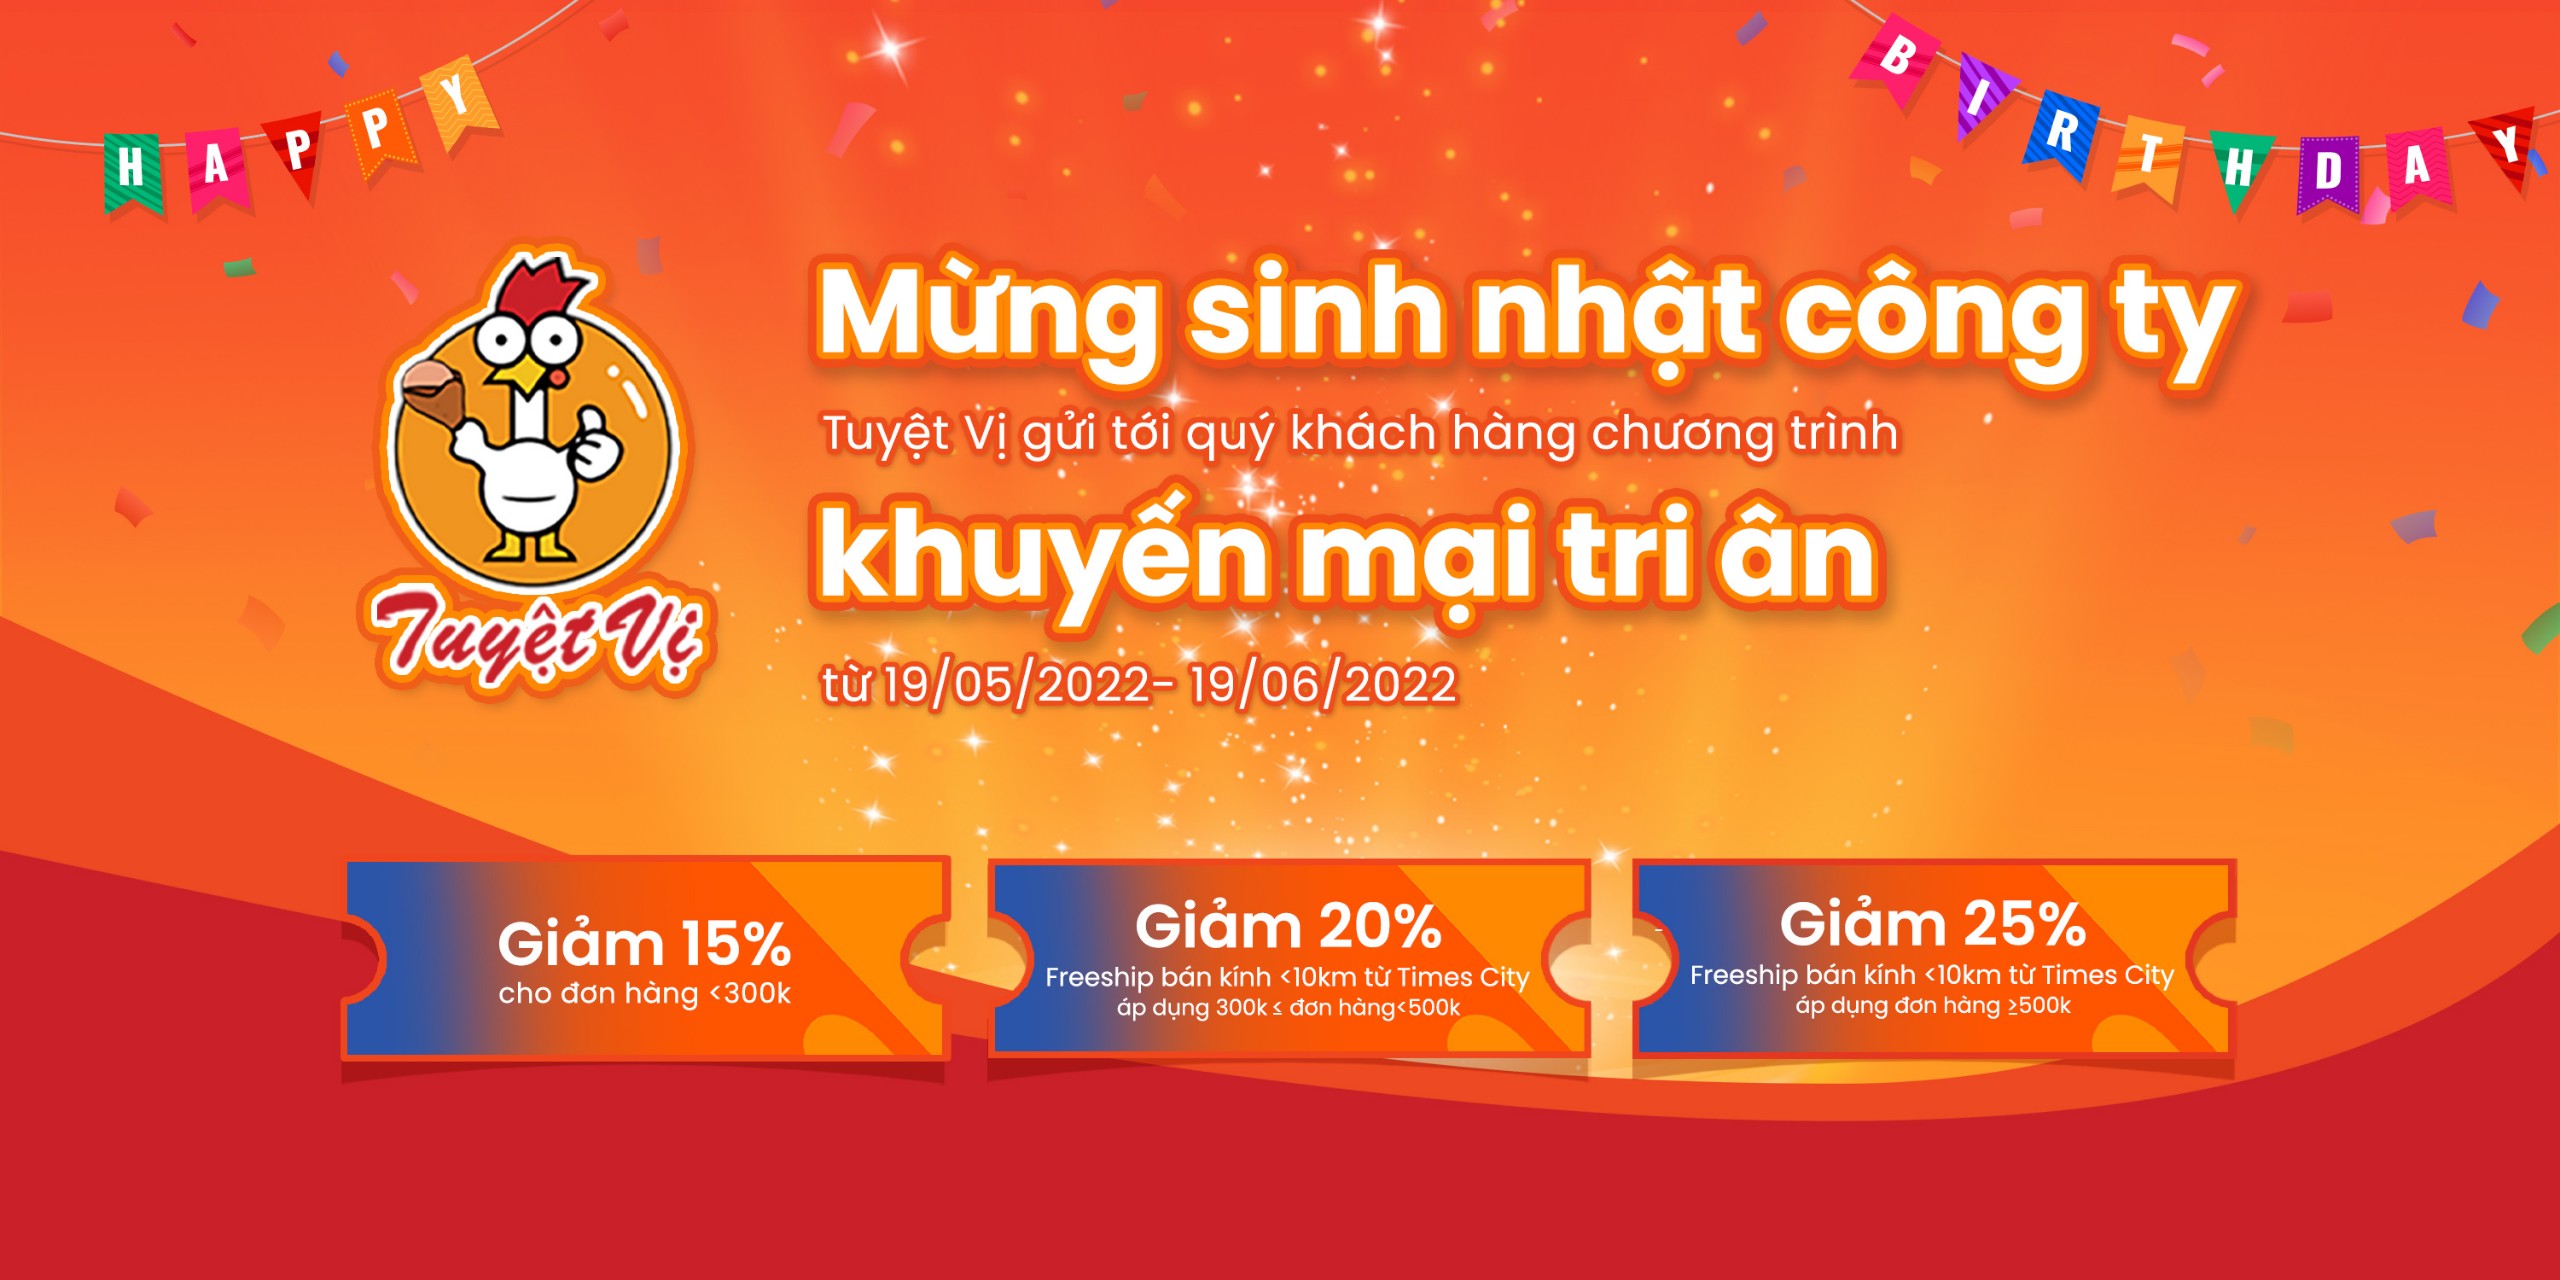 HAPPY
BIRTHDAY
Mừng sinh nhật công ty
Tuyệt Vị gửi tới quý khách hàng chương trình
khuyến mại tri ân
từ 19/05/2022- 19/06/2022
Tuyệt Vị
Giảm 15%
cho đơn hàng <300k
Giảm 20%
Freeship bán kính <10km từ Times City
áp dụng 300k ≤ đơn hàng<500k
Giảm 25%
Freeship bán kính <10km từ Times City
áp dụng đơn hàng ≥500k